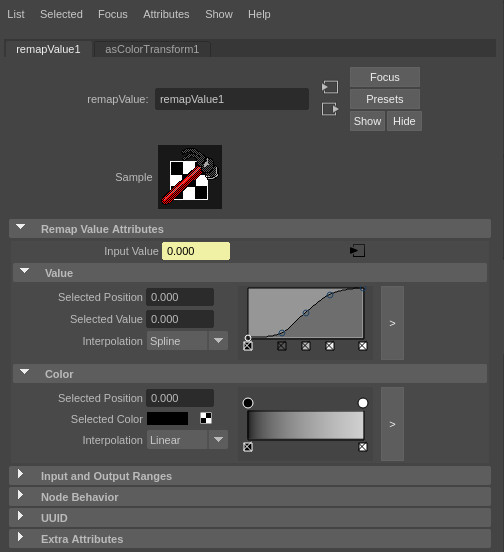 List Selected Focus Attributes Show Help
remapValue1 asColorTransform1
Focus
remapValue: remapValue1 Presets
Show Hide
Sample
Remap Value Attributes
Input Value 0.000
Value
Selected Position 0.000
Selected Value 0.000
Interpolation Spline >
Color
Selected Position 0.000
Selected Color >
Interpolation Linear
Input and Output Ranges
Node Behavior
UUID
Extra Attributes